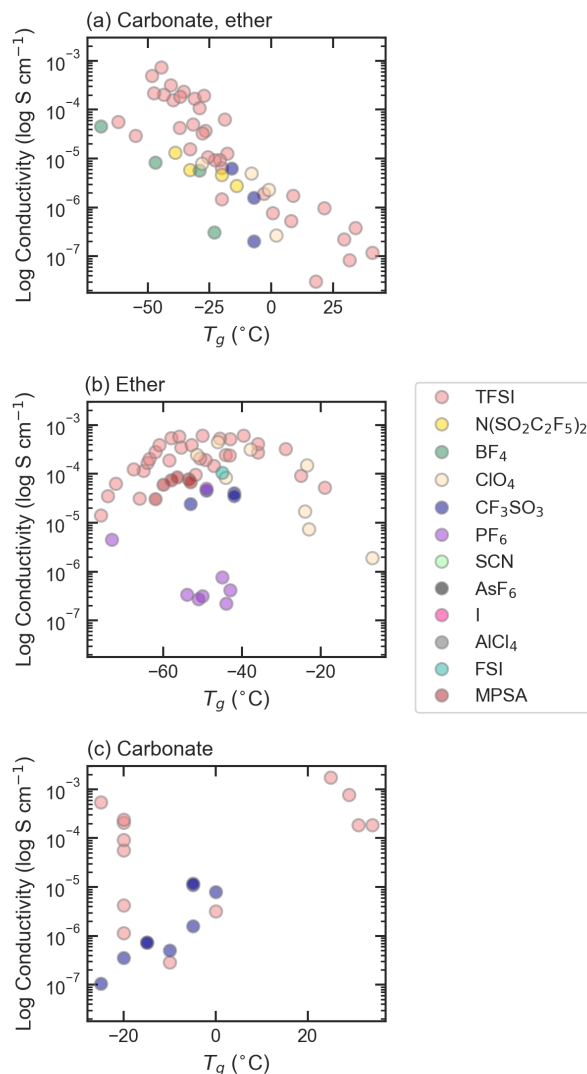 (a) Carbonate, ether
10⁻³
10⁻⁴
10⁻⁵
10⁻⁶
10⁻⁷
Log Conductivity (log S cm⁻¹)
−50 −25 0 25
T_g (°C)
(b) Ether
10⁻³
10⁻⁴
10⁻⁵
10⁻⁶
10⁻⁷
Log Conductivity (log S cm⁻¹)
−60 −40 −20
T_g (°C)
TFSI
N(SO₂C₂F₅)₂
BF₄
ClO₄
CF₃SO₃
PF₆
SCN
AsF₆
I
AlCl₄
FSI
MPSA
(c) Carbonate
10⁻³
10⁻⁴
10⁻⁵
10⁻⁶
10⁻⁷
Log Conductivity (log S cm⁻¹)
−20 0 20
T_g (°C)